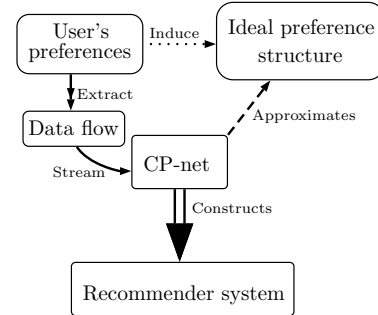 User's
preferences
Induce
Ideal preference
structure
Extract
Data flow
Approximates
Stream
CP-net
Constructs
Recommender system